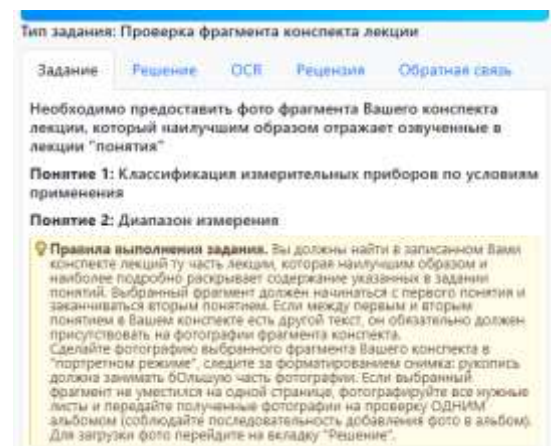 Тип задания: Проверка фрагмента конспекта лекции
Задание Решение OCR Рецензия Обратная связь
Необходимо предоставить фото фрагмента Вашего конспекта
лекции, который наилучшим образом отражает озвученные в
лекции "понятия"
Понятие 1: Классификация измерительных приборов по условиям
применения
Понятие 2: Диапазон измерения
Правила выполнения задания. Вы должны найти в записанном Вами
конспекте лекций ту часть лекции, которая наилучшим образом и
наиболее подробно раскрывает содержание указанных в задании
понятий. Выбранный фрагмент должен начинаться с первого понятия и
заканчиваться вторым понятием. Если между первым и вторым
понятием в Вашем конспекте есть другой текст, он обязательно должен
присутствовать на фотографии фрагмента конспекта.
Сделайте фотографию выбранного фрагмента Вашего конспекта в
"портретном режиме", следите за форматированием снимка: рукопись
должна занимать бОльшую часть фотографии. Если выбранный
фрагмент не уместился на одной странице, фотографируйте все нужные
листы и передайте полученные фотографии на проверку ОДНИМ
альбомом (соблюдайте последовательность добавления фото в альбом).
Для загрузки фото перейдите на вкладку "Решение".